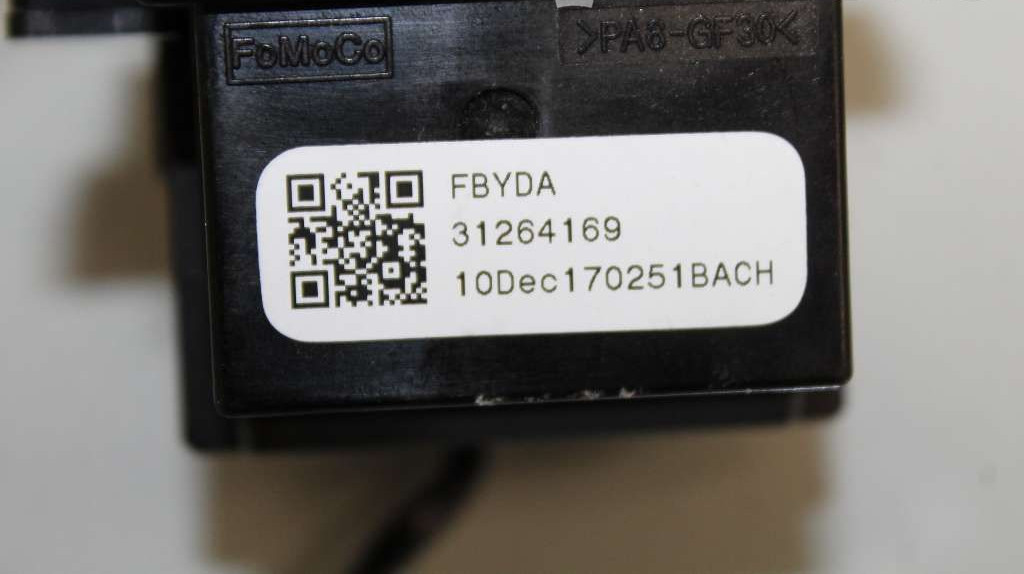 FoMoCo
>PA6-GF30<
FBYDA
31264169
10Dec170251BACH